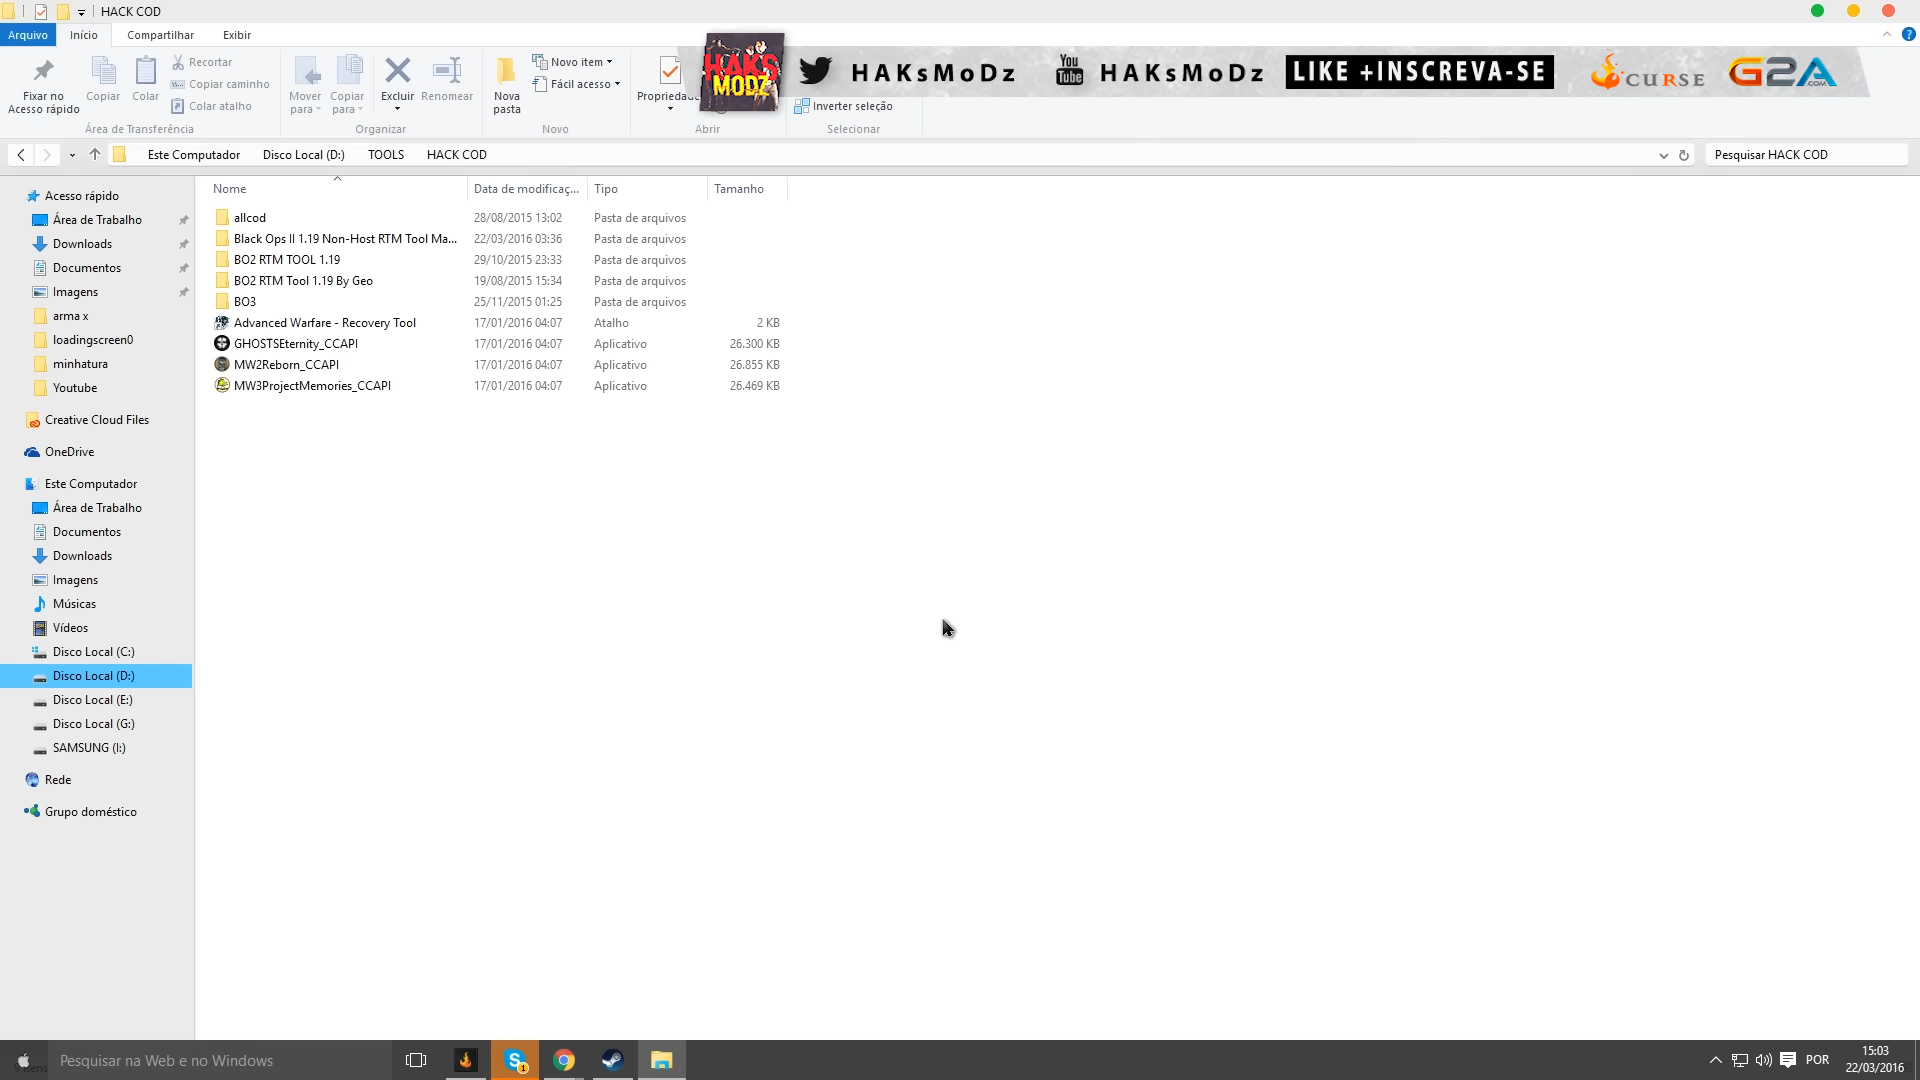 HACK COD
Arquivo Início Compartilhar Exibir
Fixar no Acesso rápido
Copiar
Colar
Recortar
Copiar caminho
Colar atalho
Mover para
Copiar para
Excluir
Renomear
Nova pasta
Novo item
Fácil acesso
Inverter seleção
Área de Transferência Organizar Novo Abrir Selecionar
HAKS
MODZ
HAKsMoDz
You Tube
HAKsMoDz
LIKE +INSCREVA-SE
CURSE
G2A.COM
Este Computador Disco Local (D:) TOOLS HACK COD
Pesquisar HACK COD
Nome Data de modificaç... Tipo Tamanho
allcod 28/08/2015 13:02 Pasta de arquivos
Black Ops II 1.19 Non-Host RTM Tool Ma... 22/03/2016 03:36 Pasta de arquivos
BO2 RTM TOOL 1.19 29/10/2015 23:33 Pasta de arquivos
BO2 RTM Tool 1.19 By Geo 19/08/2015 15:34 Pasta de arquivos
BO3 25/11/2015 01:25 Pasta de arquivos
Advanced Warfare - Recovery Tool 17/01/2016 04:07 Atalho 2 KB
GHOSTSEternity_CCAPI 17/01/2016 04:07 Aplicativo 26.300 KB
MW2Reborn_CCAPI 17/01/2016 04:07 Aplicativo 26.855 KB
MW3ProjectMemories_CCAPI 17/01/2016 04:07 Aplicativo 26.469 KB
Acesso rápido
Área de Trabalho
Downloads
Documentos
Imagens
arma x
loadingscreen0
minhatura
Youtube
Creative Cloud Files
OneDrive
Este Computador
Área de Trabalho
Documentos
Downloads
Imagens
Músicas
Vídeos
Disco Local (C:)
Disco Local (D:)
Disco Local (E:)
Disco Local (G:)
SAMSUNG (I:)
Rede
Grupo doméstico
Pesquisar na Web e no Windows
POR
15:03
22/03/2016